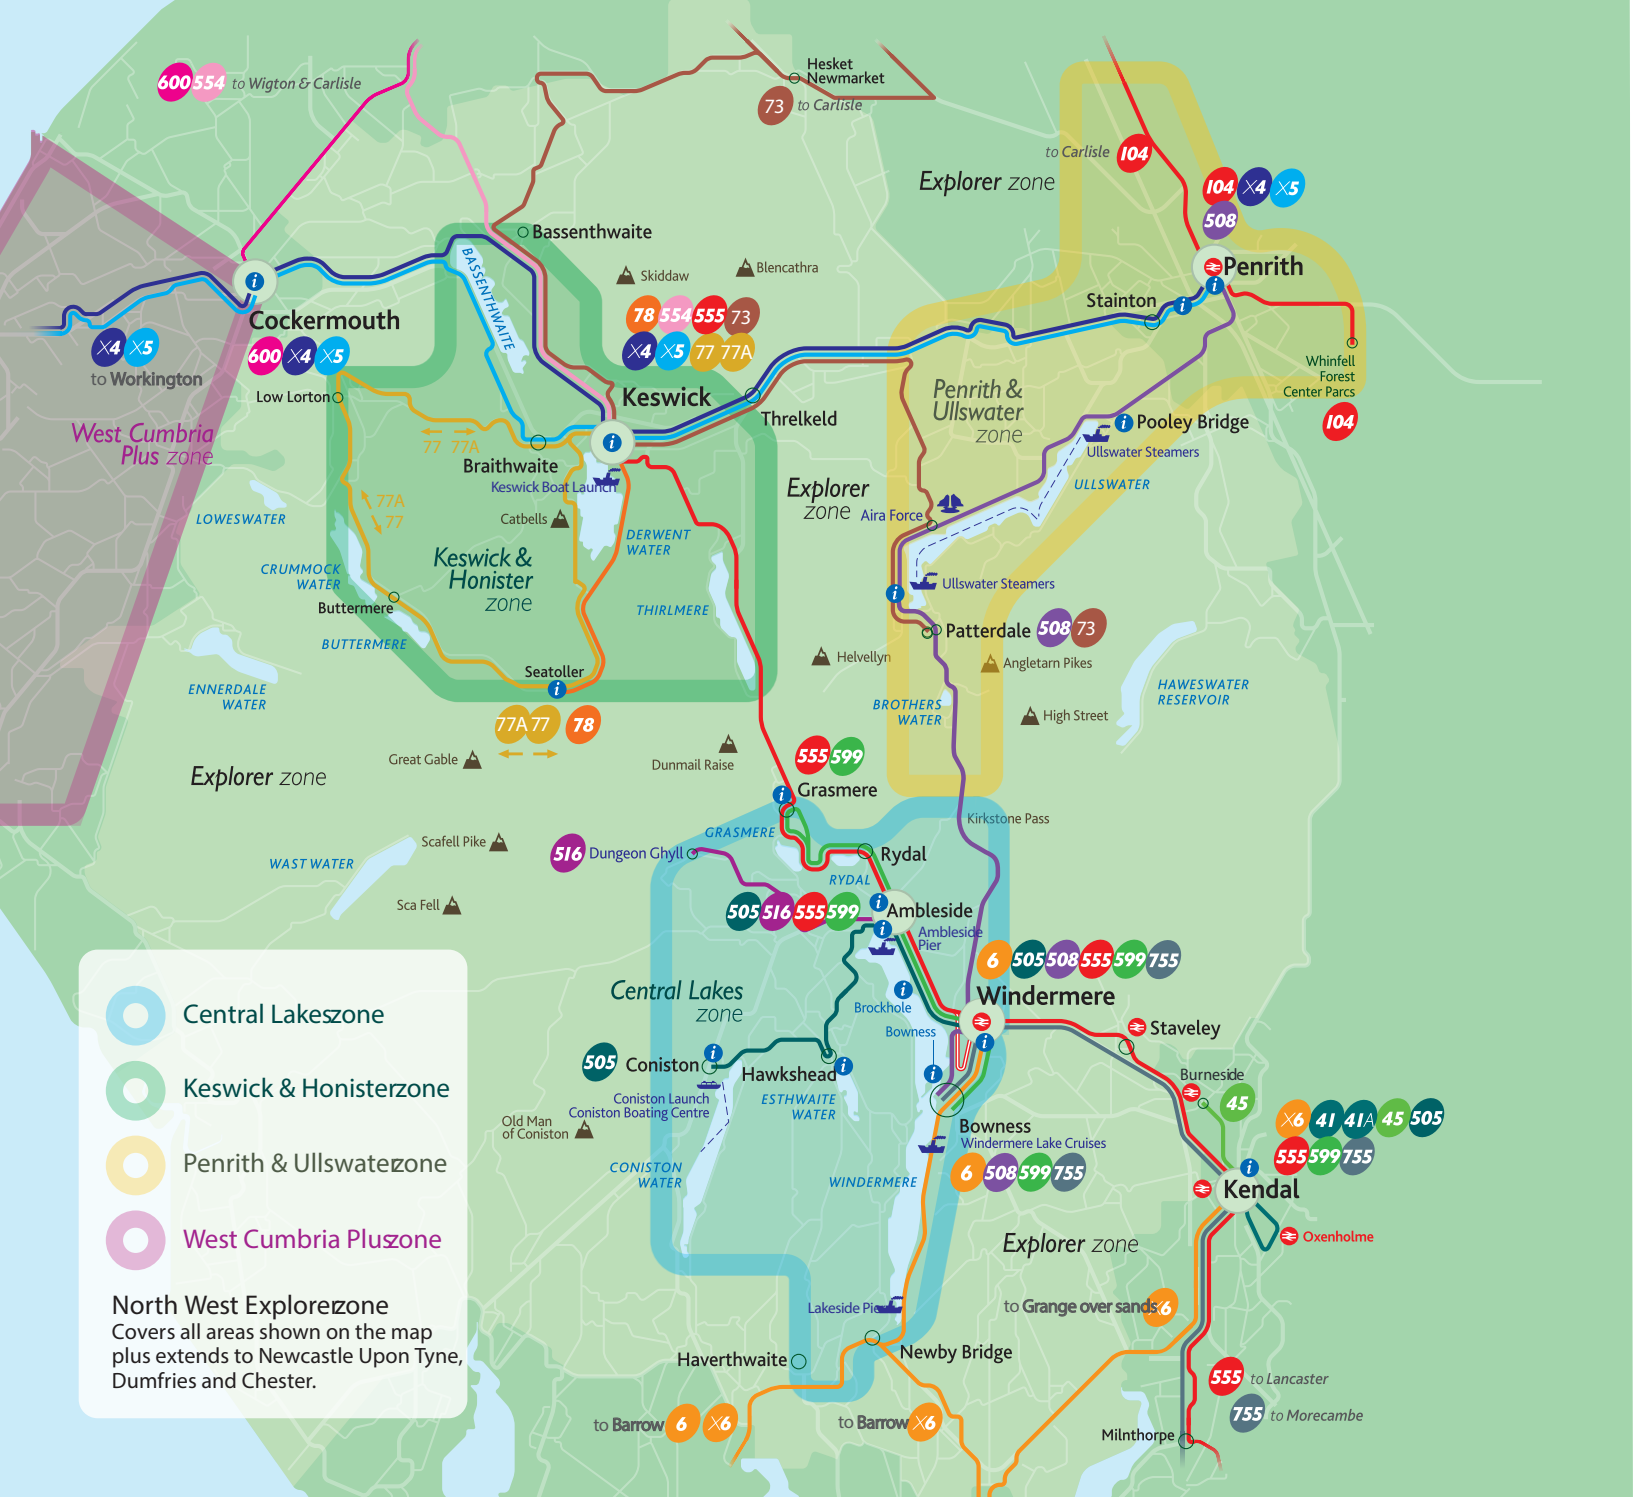 600 554 to Wigton & Carlisle
Hesket
Newmarket
73 to Carlisle
to Carlisle 104
Explorer zone
104 X4 X5
508
Penrith
Stainton
Whinfell
Forest
Center Parcs
104
Bassenthwaite
BASSENTHWAITE
Skiddaw
Blencathra
78 554 555 73
X4 X5 77 77A
Keswick
Threlkeld
Cockermouth
600 X4 X5
X4 X5
to Workington
Low Lorton
West Cumbria
Plus zone
77 77A
Braithwaite
Keswick Boat Launch
77A
77
Catbells
LOWESWATER
CRUMMOCK
WATER
Buttermere
BUTTERMERE
Keswick &
Honister
zone
DERWENT
WATER
THIRLMERE
ENNERDALE
WATER
Seatoller
77A 77 78
Explorer
zone
Penrith &
Ullswater
zone
Pooley Bridge
Ullswater Steamers
ULLSWATER
Aira Force
Ullswater Steamers
Patterdale 508 73
Helvellyn
Angletarn Pikes
BROTHERS
WATER
High Street
HAWESWATER
RESERVOIR
Explorer zone
Great Gable
Dunmail Raise
555 599
Grasmere
GRASMERE
Kirkstone Pass
Scafell Pike
516 Dungeon Ghyll
Rydal
RYDAL
WAST WATER
Sca Fell
505 516 555 599
Ambleside
Ambleside
Pier
6 505 508 555 599 755
Windermere
Central Lakes
zone
Brockhole
Bowness
Staveley
505 Coniston
Hawkshead
Coniston Launch
Coniston Boating Centre
ESTHWAITE
WATER
Old Man
of Coniston
CONISTON
WATER
Burneside
45
X6 41 41A 45 505
555 599 755
Kendal
Oxenholme
Bowness
Windermere Lake Cruises
6 508 599 755
WINDERMERE
Explorer zone
Lakeside Pier
to Grange over sands X6
Newby Bridge
Haverthwaite
to Barrow 6 X6
to Barrow X6
555 to Lancaster
755 to Morecambe
Milnthorpe
Central Lakes zone
Keswick & Honister zone
Penrith & Ullswater zone
West Cumbria Plus zone
North West Explorer zone
Covers all areas shown on the map
plus extends to Newcastle Upon Tyne,
Dumfries and Chester.